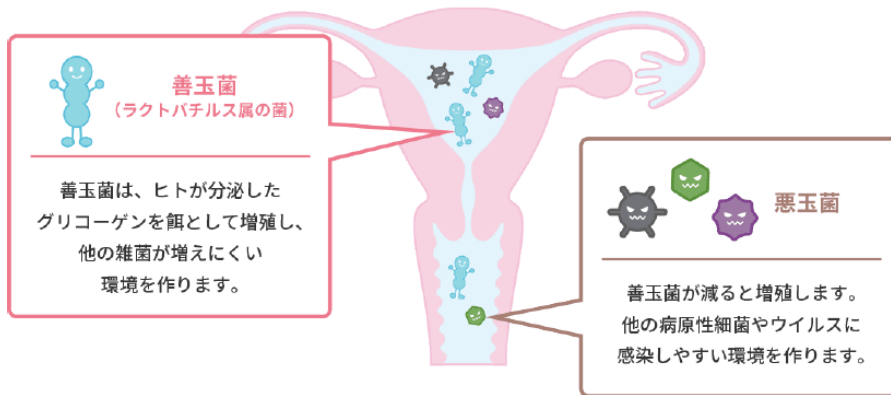 善玉菌
(ラクトバチルス属の菌)
善玉菌は、ヒトが分泌した
グリコーゲンを餌として増殖し、
他の雑菌が増えにくい
環境を作ります。
悪玉菌
善玉菌が減ると増殖します。
他の病原性細菌やウイルスに
感染しやすい環境を作ります。